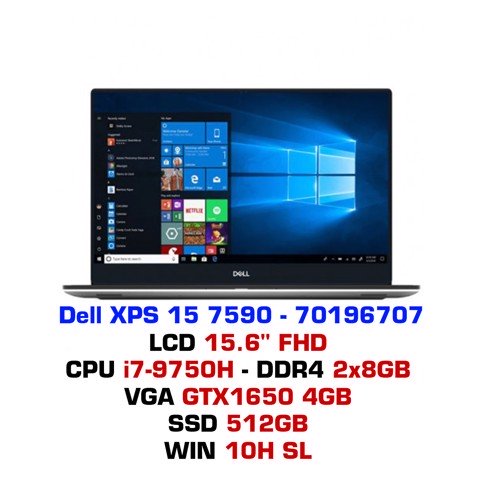 DELL
Dell XPS 15 7590 - 70196707
LCD 15.6" FHD
CPU i7-9750H - DDR4 2x8GB
VGA GTX1650 4GB
SSD 512GB
WIN 10H SL